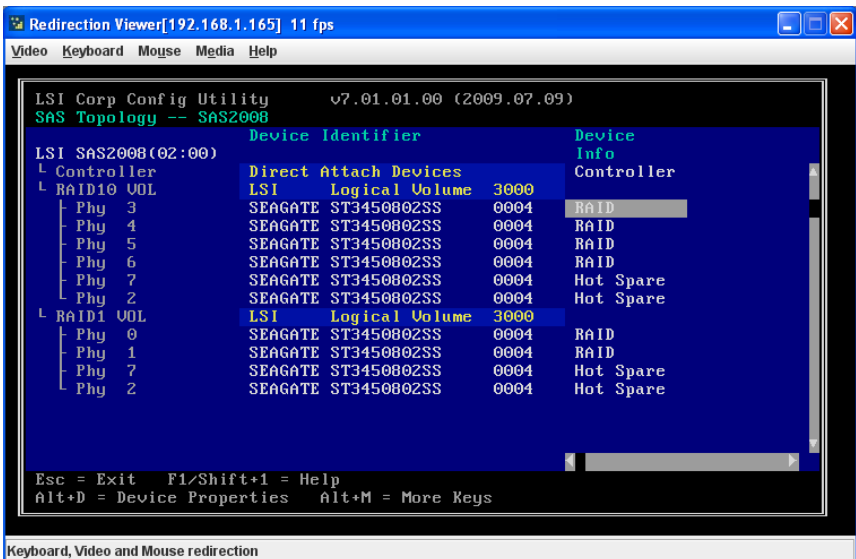 Redirection Viewer[192.168.1.165] 11 fps
Video Keyboard Mouse Media Help
LSI Corp Config Utility v7.01.01.00 (2009.07.09)
SAS Topology -- SAS2008
Device Identifier Device
LSI SAS2008(02:00) Info
Controller Direct Attach Devices Controller
RAID10 VOL LSI Logical Volume 3000
Phy 3 SEAGATE ST3450802SS 0004 RAID
Phy 4 SEAGATE ST3450802SS 0004 RAID
Phy 5 SEAGATE ST3450802SS 0004 RAID
Phy 6 SEAGATE ST3450802SS 0004 RAID
Phy 7 SEAGATE ST3450802SS 0004 Hot Spare
Phy 2 SEAGATE ST3450802SS 0004 Hot Spare
RAID1 VOL LSI Logical Volume 3000
Phy 0 SEAGATE ST3450802SS 0004 RAID
Phy 1 SEAGATE ST3450802SS 0004 RAID
Phy 7 SEAGATE ST3450802SS 0004 Hot Spare
Phy 2 SEAGATE ST3450802SS 0004 Hot Spare
Esc = Exit F1/Shift+1 = Help
Alt+D = Device Properties Alt+M = More Keys
Keyboard, Video and Mouse redirection